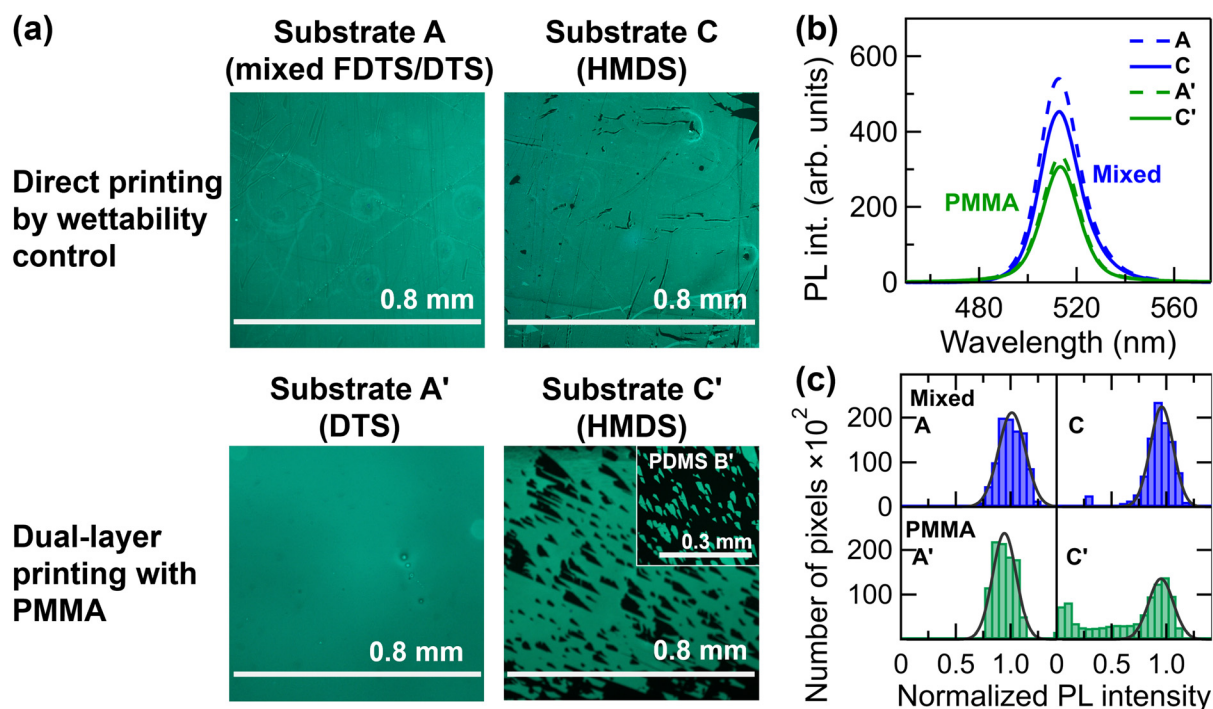 (a)
Substrate A
(mixed FDTS/DTS)
Substrate C
(HMDS)
Direct printing
by wettability
control
0.8 mm
0.8 mm
Substrate A'
(DTS)
Substrate C'
(HMDS)
Dual-layer
printing with
PMMA
PDMS B'
0.3 mm
0.8 mm
0.8 mm
(b)
PL int. (arb. units)
600
400
200
0
A
C
A'
C'
Mixed
PMMA
480
520
560
Wavelength (nm)
(c)
Number of pixels ×10²
Mixed
A
C
200
100
0
PMMA
A'
C'
200
100
0
0.5
1.0
0
0.5
1.0
Normalized PL intensity